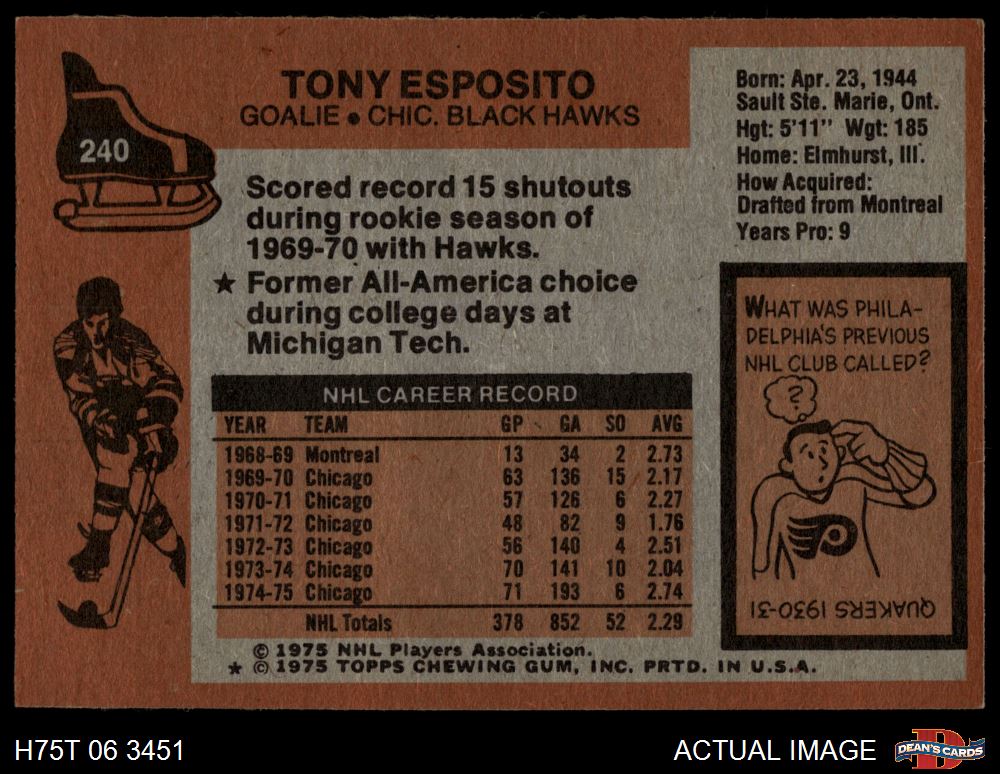 TONY ESPOSITO
GOALIE • CHIC. BLACK HAWKS
240
Born: Apr. 23, 1944
Sault Ste. Marie, Ont.
Hgt: 5'11" Wgt: 185
Home: Elmhurst, Ill.
How Acquired:
Drafted from Montreal
Years Pro: 9
Scored record 15 shutouts
during rookie season of
1969-70 with Hawks.
★ Former All-America choice
during college days at
Michigan Tech.
NHL CAREER RECORD
YEAR TEAM GP GA SO AVG
1968-69 Montreal 13 34 2 2.73
1969-70 Chicago 63 136 15 2.17
1970-71 Chicago 57 126 6 2.27
1971-72 Chicago 48 82 9 1.76
1972-73 Chicago 56 140 4 2.51
1973-74 Chicago 70 141 10 2.04
1974-75 Chicago 71 193 6 2.74
NHL Totals 378 852 52 2.29
© 1975 NHL Players Association.
★ © 1975 TOPPS CHEWING GUM, INC. PRTD. IN U.S.A.
WHAT WAS PHILA-
DELPHIA'S PREVIOUS
NHL CLUB CALLED?
?
QUAKERS 1930-31
H75T 06 3451
ACTUAL IMAGE
D
DEAN'S CARDS